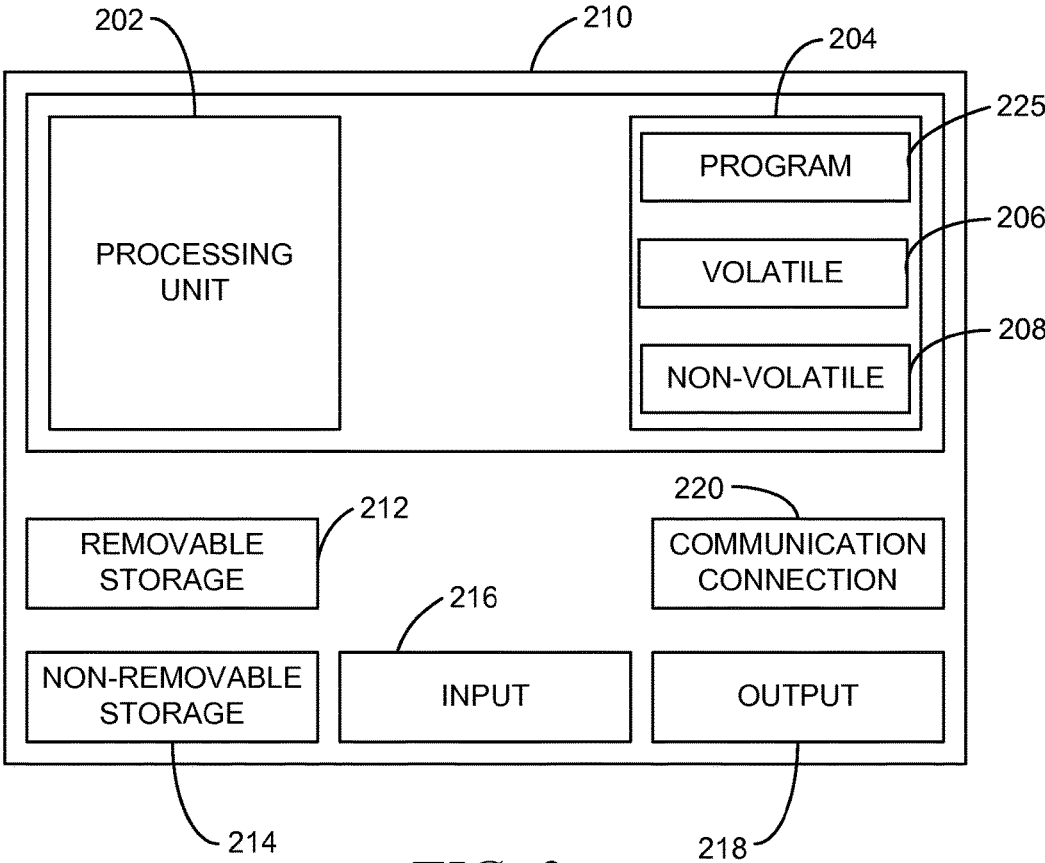 202
210
204
225
PROGRAM
206
PROCESSING
UNIT
VOLATILE
208
NON-VOLATILE
212
220
REMOVABLE
STORAGE
COMMUNICATION
CONNECTION
216
NON-REMOVABLE
STORAGE
INPUT
OUTPUT
214
218